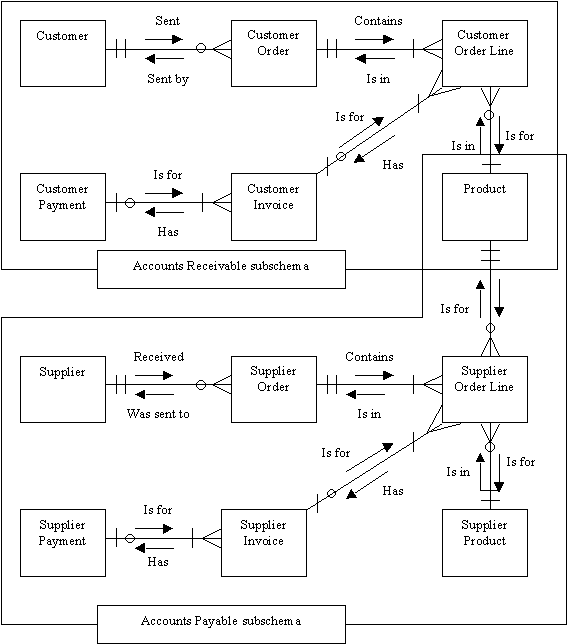 Customer
Sent
Sent by
Customer
Order
Contains
Is in
Customer
Order Line
Is for
Has
Is in
Is for
Customer
Payment
Is for
Has
Customer
Invoice
Product
Accounts Receivable subschema
Is for
Supplier
Received
Was sent to
Supplier
Order
Contains
Is in
Supplier
Order Line
Is for
Has
Is in
Is for
Supplier
Payment
Is for
Has
Supplier
Invoice
Supplier
Product
Accounts Payable subschema